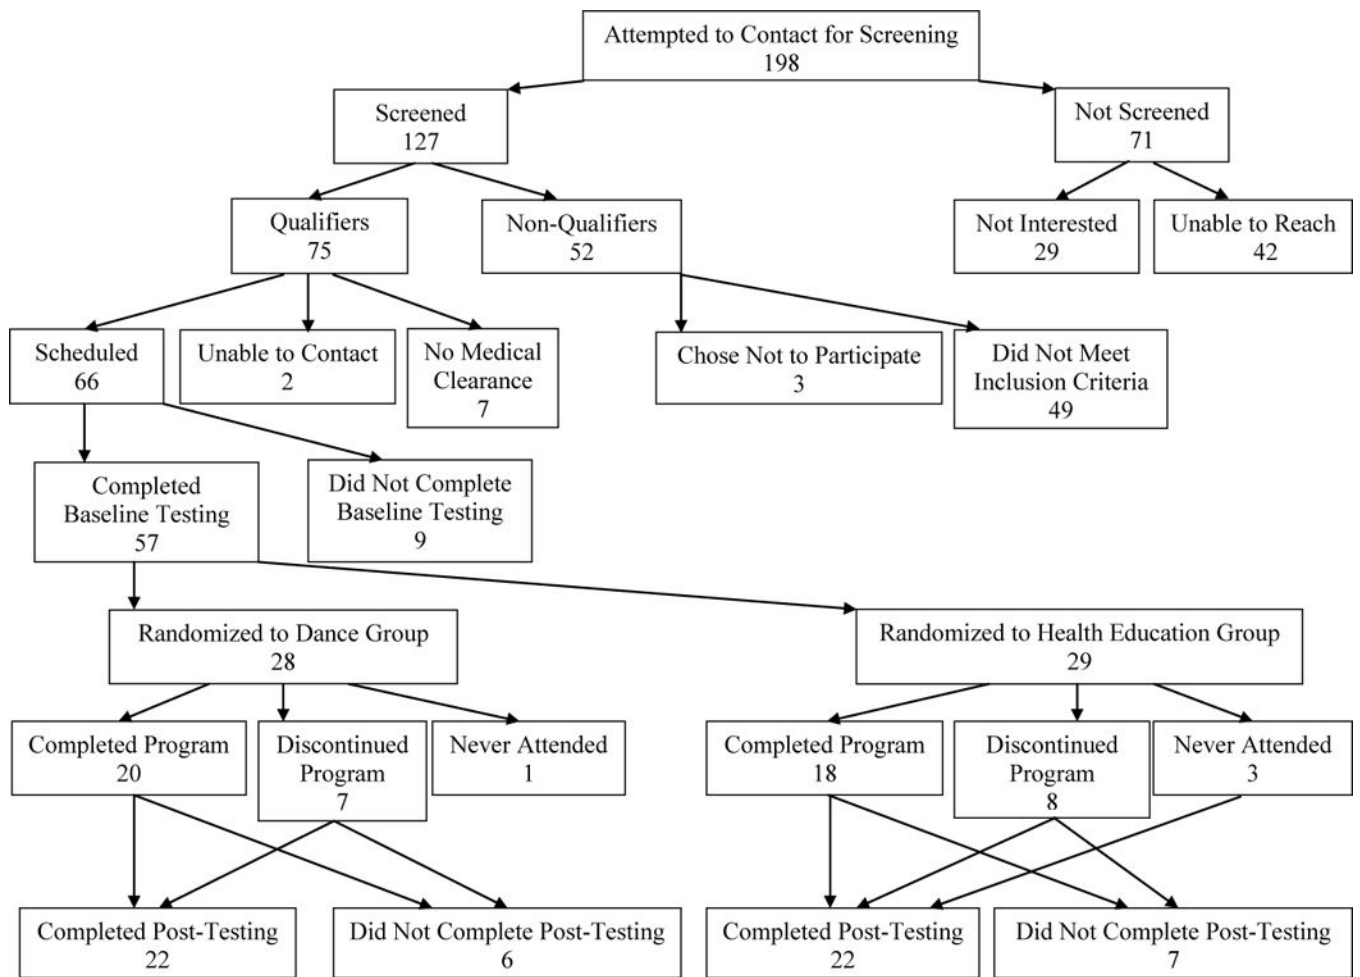 Attempted to Contact for Screening
198
Screened
127
Not Screened
71
Qualifiers
75
Non-Qualifiers
52
Not Interested
29
Unable to Reach
42
Scheduled
66
Unable to Contact
2
No Medical
Clearance
7
Chose Not to Participate
3
Did Not Meet
Inclusion Criteria
49
Completed
Baseline Testing
57
Did Not Complete
Baseline Testing
9
Randomized to Dance Group
28
Randomized to Health Education Group
29
Completed Program
20
Discontinued
Program
7
Never Attended
1
Completed Program
18
Discontinued
Program
8
Never Attended
3
Completed Post-Testing
22
Did Not Complete Post-Testing
6
Completed Post-Testing
22
Did Not Complete Post-Testing
7